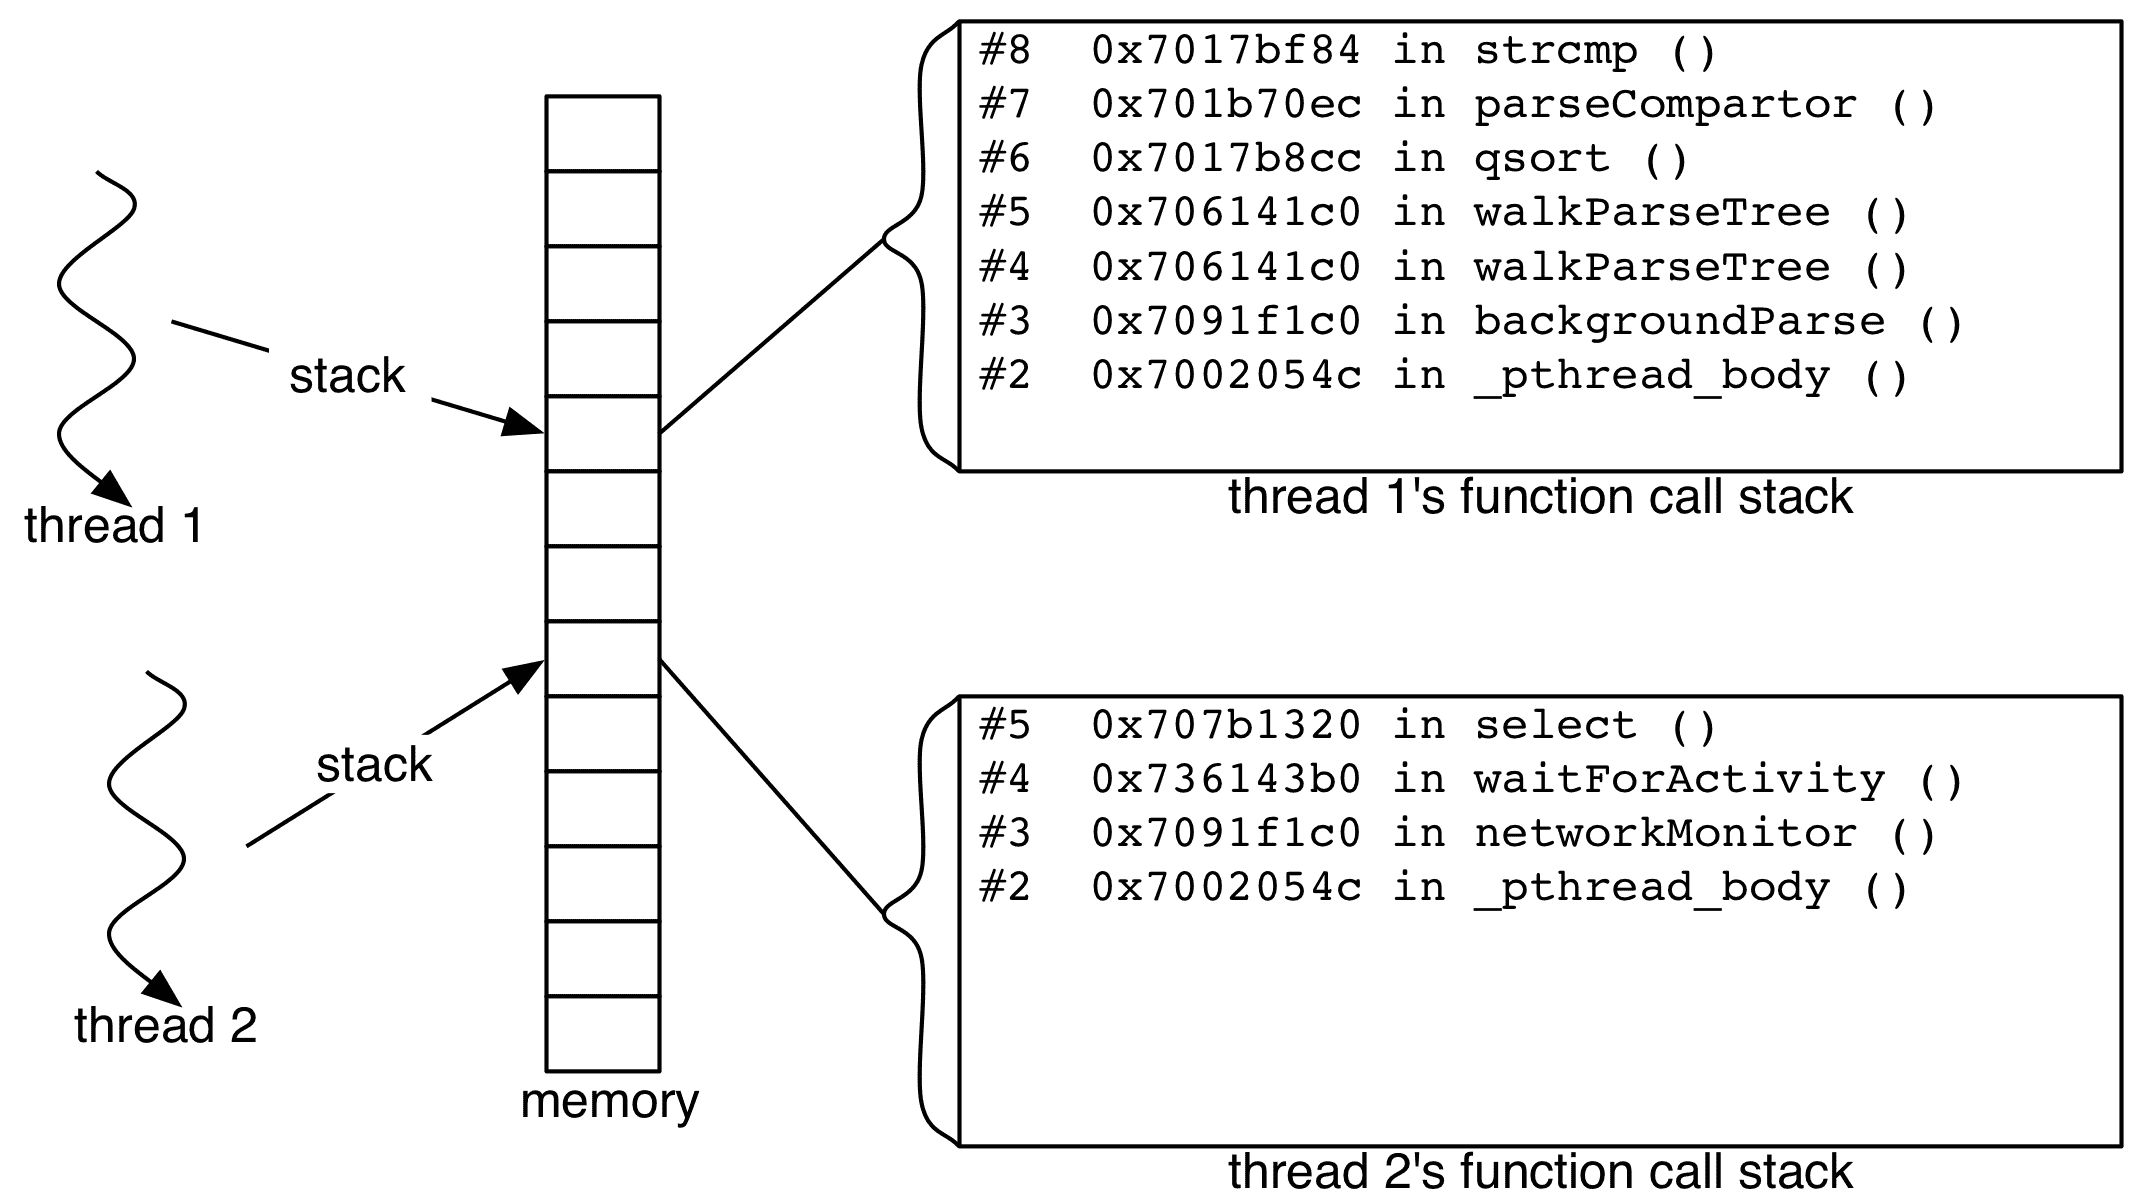 #8  0x7017bf84 in strcmp ()
#7  0x701b70ec in parseCompartor ()
#6  0x7017b8cc in qsort ()
#5  0x706141c0 in walkParseTree ()
#4  0x706141c0 in walkParseTree ()
#3  0x7091f1c0 in backgroundParse ()
#2  0x7002054c in _pthread_body ()
thread 1's function call stack
stack
thread 1
stack
thread 2
memory
#5  0x707b1320 in select ()
#4  0x736143b0 in waitForActivity ()
#3  0x7091f1c0 in networkMonitor ()
#2  0x7002054c in _pthread_body ()
thread 2's function call stack